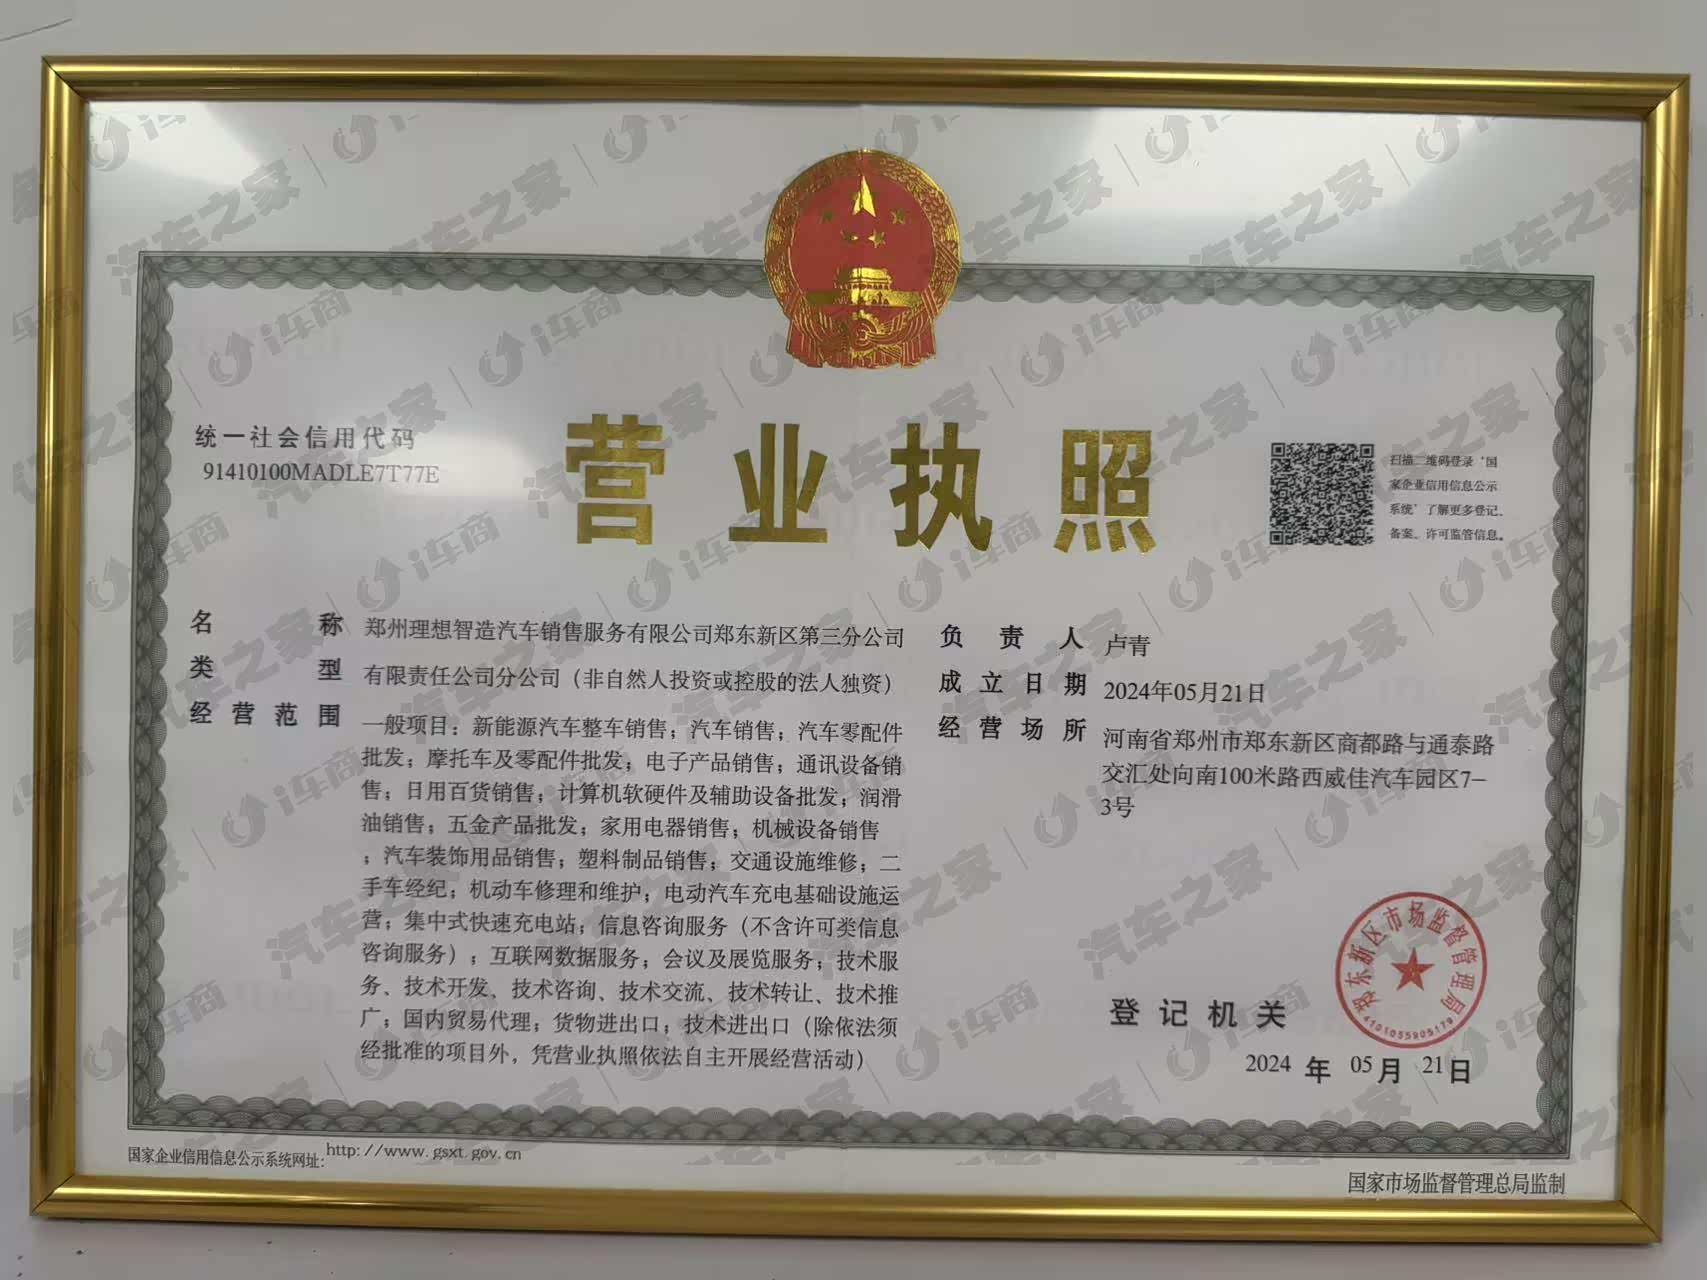 统一社会信用代码
91410100MADLE7T77E
营业执照
扫描二维码登录‘国
家企业信用信息公示
系统’了解更多登记、
备案、许可监管信息。
名称 郑州理想智造汽车销售服务有限公司郑东新区第三分公司
类型 有限责任公司分公司（非自然人投资或控股的法人独资）
经营范围 一般项目：新能源汽车整车销售；汽车销售；汽车零配件
批发；摩托车及零配件批发；电子产品销售；通讯设备销
售；日用百货销售；计算机软硬件及辅助设备批发；润滑
油销售；五金产品批发；家用电器销售；机械设备销售
；汽车装饰用品销售；塑料制品销售；交通设施维修；二
手车经纪；机动车修理和维护；电动汽车充电基础设施运
营；集中式快速充电站；信息咨询服务（不含许可类信息
咨询服务）；互联网数据服务；会议及展览服务；技术服
务、技术开发、技术咨询、技术交流、技术转让、技术推
广；国内贸易代理；货物进出口；技术进出口（除依法须
经批准的项目外，凭营业执照依法自主开展经营活动）
负责人 卢青
成立日期 2024年05月21日
经营场所 河南省郑州市郑东新区商都路与通泰路
交汇处向南100米路西威佳汽车园区7-
3号
登记机关
郑东新区市场监督管理局
4101055905179
2024 年 05 月 21 日
国家企业信用信息公示系统网址：http://www.gsxt.gov.cn
国家市场监督管理总局监制
汽车之家 | i车商